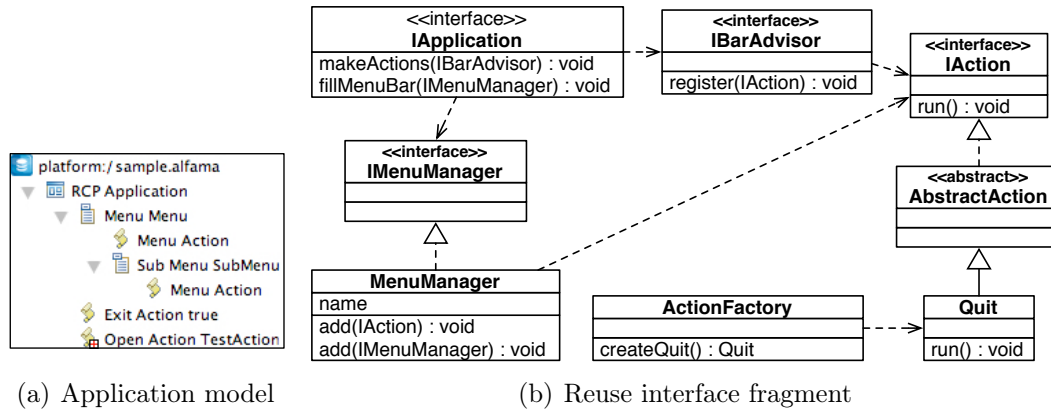 platform:/ sample.alfama
RCP Application
Menu Menu
Menu Action
Sub Menu SubMenu
Menu Action
Exit Action true
Open Action TestAction
(a) Application model
<<interface>>
IApplication
makeActions(IBarAdvisor) : void
fillMenuBar(IMenuManager) : void
<<interface>>
IBarAdvisor
register(IAction) : void
<<interface>>
IAction
run() : void
<<interface>>
IMenuManager
<<abstract>>
AbstractAction
MenuManager
name
add(IAction) : void
add(IMenuManager) : void
ActionFactory
createQuit() : Quit
Quit
run() : void
(b) Reuse interface fragment